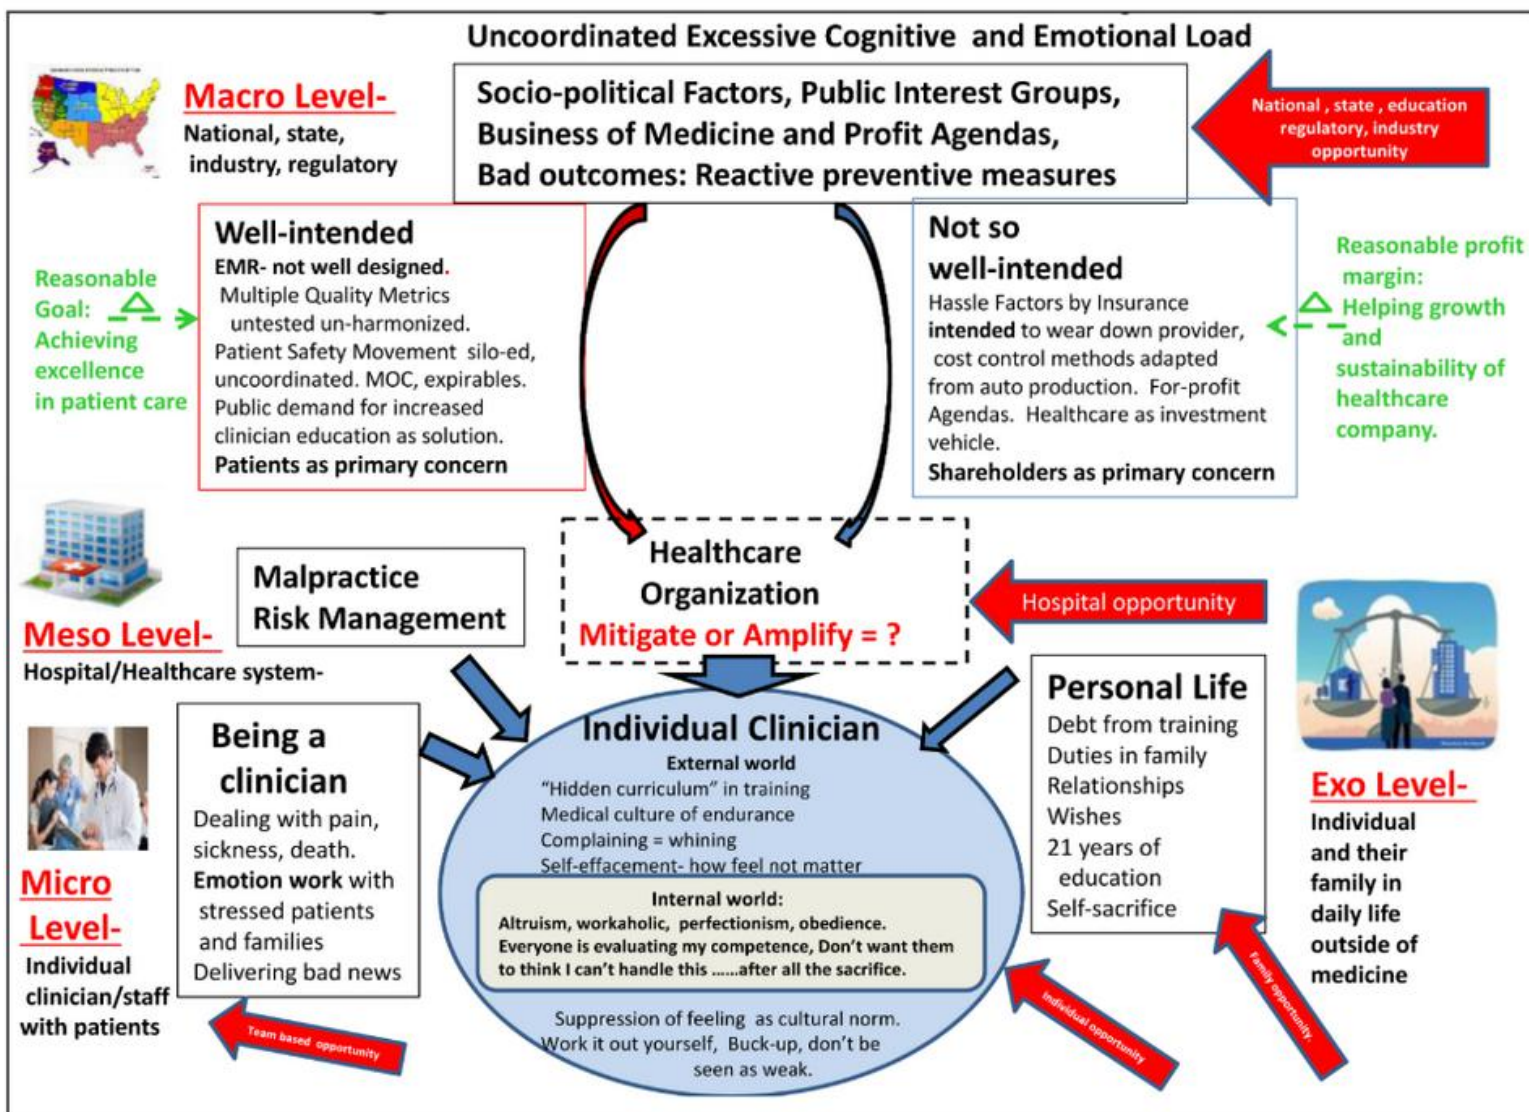 Uncoordinated Excessive Cognitive and Emotional Load
Macro Level-
National, state,
industry, regulatory
Socio-political Factors, Public Interest Groups,
Business of Medicine and Profit Agendas,
Bad outcomes: Reactive preventive measures
National , state , education
regulatory, industry
opportunity
Reasonable
Goal:
Achieving
excellence
in patient care
Well-intended
EMR- not well designed.
Multiple Quality Metrics
untested un-harmonized.
Patient Safety Movement silo-ed,
uncoordinated. MOC, expirables.
Public demand for increased
clinician education as solution.
Patients as primary concern
Not so
well-intended
Hassle Factors by Insurance
intended to wear down provider,
cost control methods adapted
from auto production. For-profit
Agendas. Healthcare as investment
vehicle.
Shareholders as primary concern
Reasonable profit
margin:
Helping growth
and
sustainability of
healthcare
company.
Meso Level-
Hospital/Healthcare system-
Malpractice
Risk Management
Healthcare
Organization
Mitigate or Amplify = ?
Hospital opportunity
Micro
Level-
Individual
clinician/staff
with patients
Being a
clinician
Dealing with pain,
sickness, death.
Emotion work with
stressed patients
and families
Delivering bad news
Team based opportunity
Individual Clinician
External world
“Hidden curriculum” in training
Medical culture of endurance
Complaining = whining
Self-effacement- how feel not matter
Internal world:
Altruism, workaholic, perfectionism, obedience.
Everyone is evaluating my competence, Don’t want them
to think I can’t handle this ......after all the sacrifice.
Suppression of feeling as cultural norm.
Work it out yourself, Buck-up, don’t be
seen as weak.
Individual opportunity
Personal Life
Debt from training
Duties in family
Relationships
Wishes
21 years of
education
Self-sacrifice
Family opportunity.
Exo Level-
Individual
and their
family in
daily life
outside of
medicine